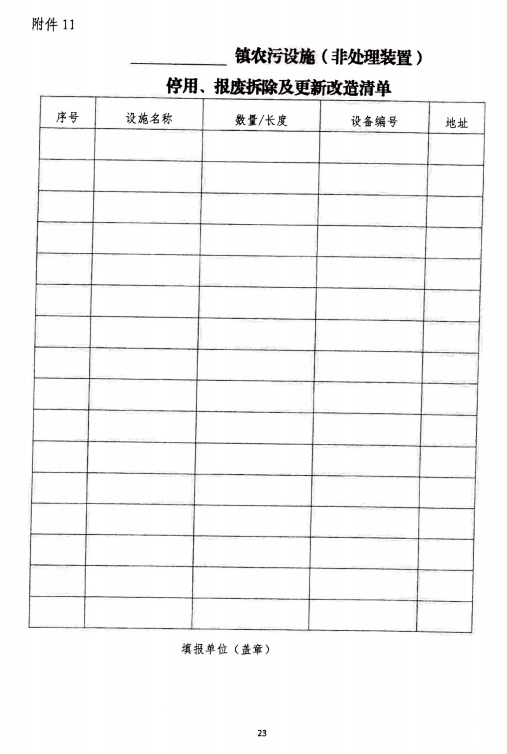 附件 11
镇农污设施（非处理装置）
停用、报废拆除及更新改造清单
序号 设施名称 数量/长度 设备编号 地址
填报单位（盖章）
23